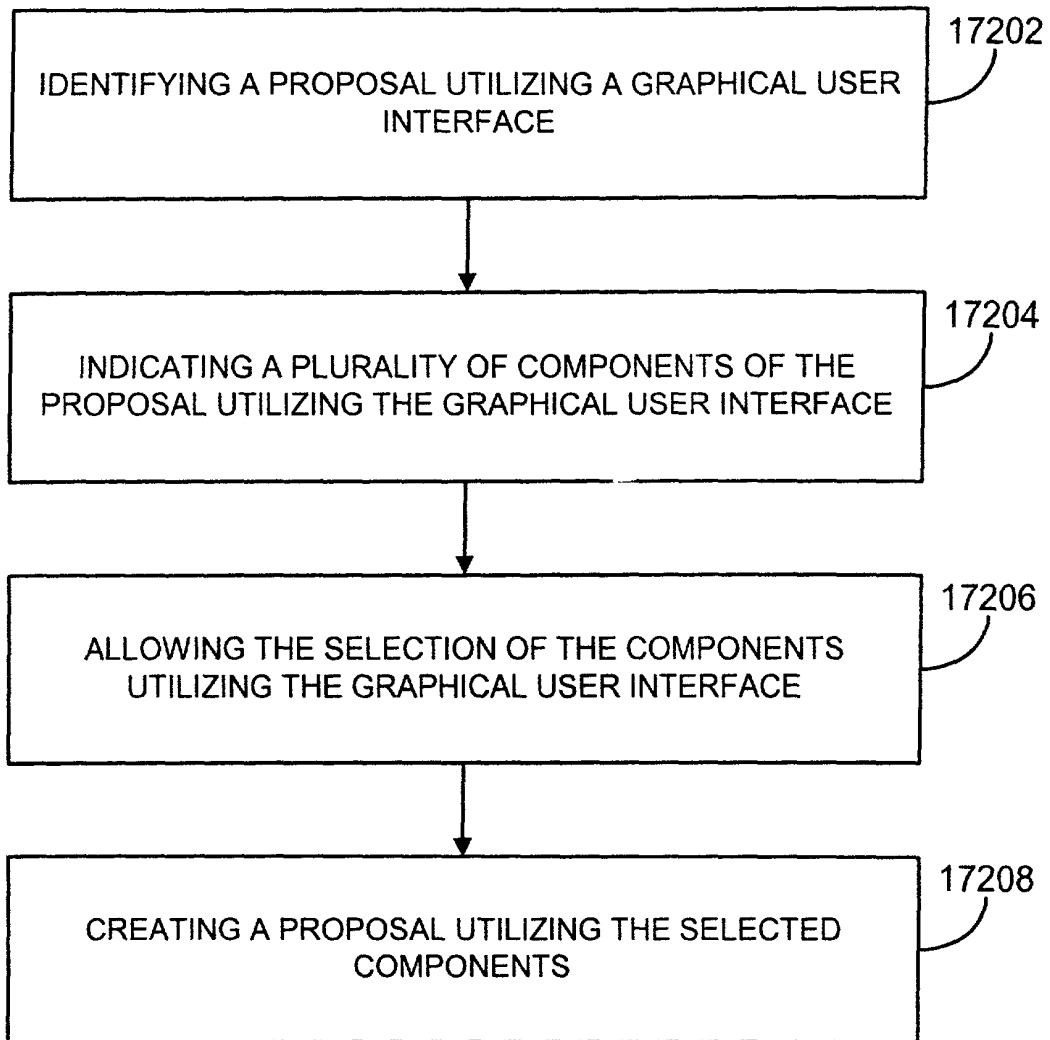 17202
IDENTIFYING A PROPOSAL UTILIZING A GRAPHICAL USER
INTERFACE
17204
INDICATING A PLURALITY OF COMPONENTS OF THE
PROPOSAL UTILIZING THE GRAPHICAL USER INTERFACE
17206
ALLOWING THE SELECTION OF THE COMPONENTS
UTILIZING THE GRAPHICAL USER INTERFACE
17208
CREATING A PROPOSAL UTILIZING THE SELECTED
COMPONENTS